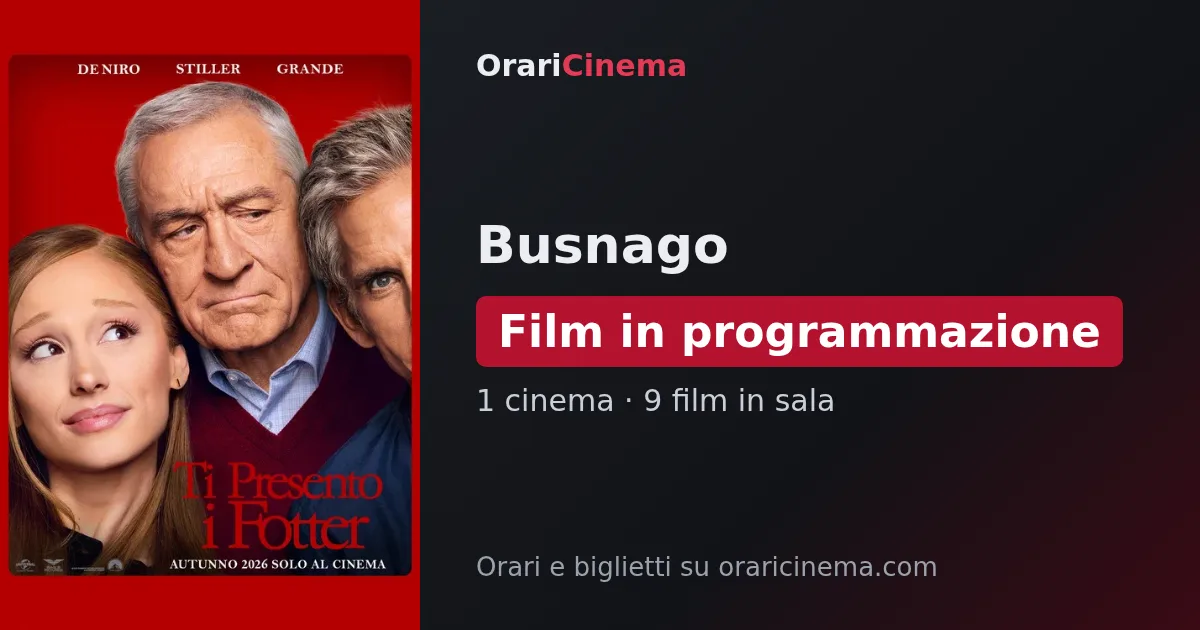 DE NIRO STILLER GRANDE
Ti Presento
i Fotter
AUTUNNO 2026 SOLO AL CINEMA
OrariCinema
Busnago
Film in programmazione
1 cinema · 9 film in sala
Orari e biglietti su oraricinema.com